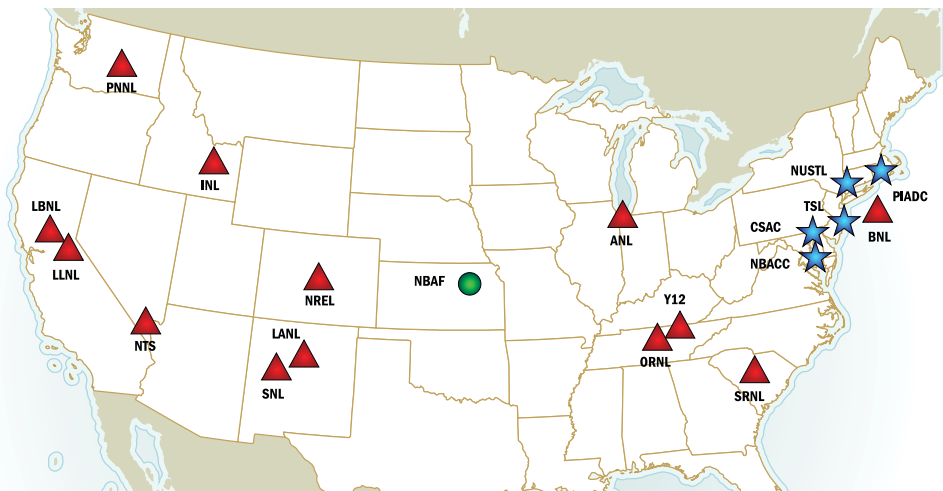 PNNL
INL
LBNL
LLNL
NTS
NREL
LANL
SNL
NBAF
ANL
Y12
ORNL
SRNL
NUSTL
PIADC
TSL
BNL
CSAC
NBACC